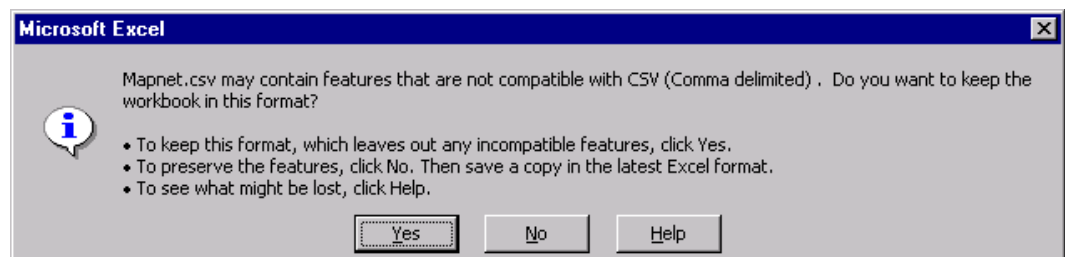 Microsoft Excel
Mapnet.csv may contain features that are not compatible with CSV (Comma delimited) .  Do you want to keep the
workbook in this format?
• To keep this format, which leaves out any incompatible features, click Yes.
• To preserve the features, click No. Then save a copy in the latest Excel format.
• To see what might be lost, click Help.
Yes No Help